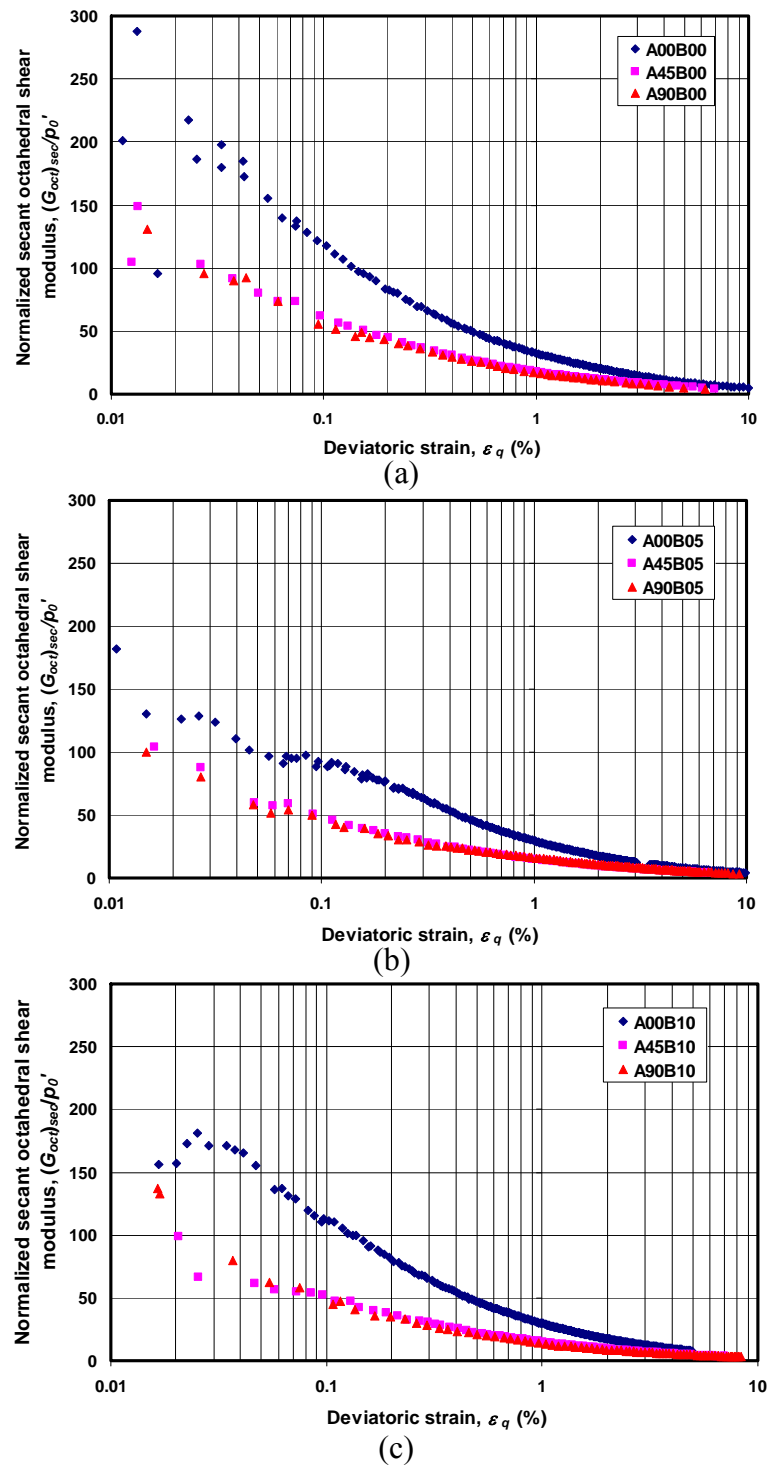 300
250
200
150
100
50
0
Normalized secant octahedral shear
modulus, (Goct)sec/p0'
A00B00
A45B00
A90B00
0.01 0.1 1 10
Deviatoric strain, εq (%)
(a)
300
250
200
150
100
50
0
Normalized secant octahedral shear
modulus, (Goct)sec/p0'
A00B05
A45B05
A90B05
0.01 0.1 1 10
Deviatoric strain, εq (%)
(b)
300
250
200
150
100
50
0
Normalized secant octahedral shear
modulus, (Goct)sec/p0'
A00B10
A45B10
A90B10
0.01 0.1 1 10
Deviatoric strain, εq (%)
(c)